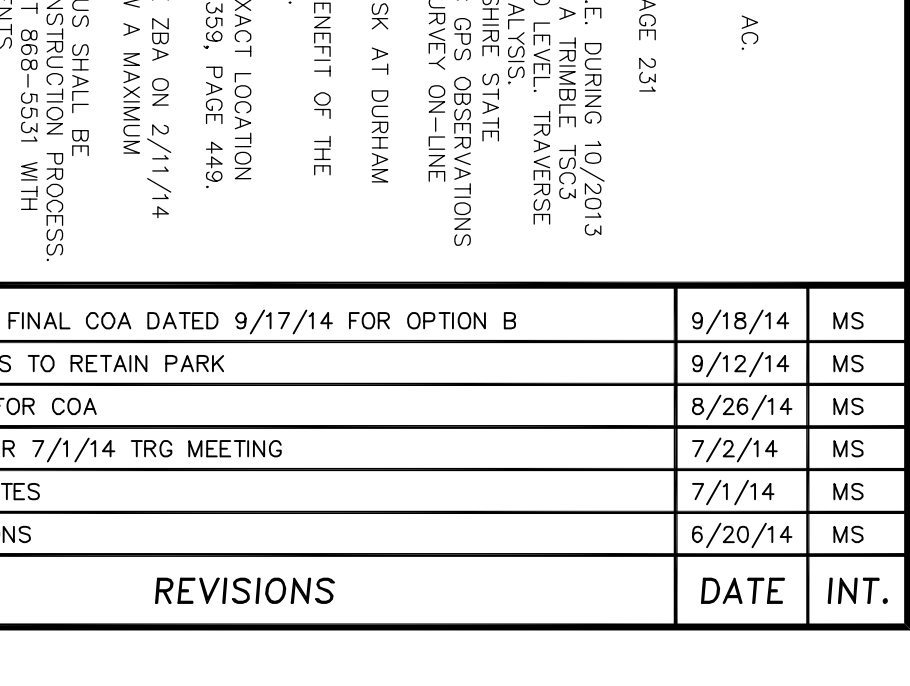 AC.
AGE 231
.E. DURING 10/2013
A TRIMBLE TSC3
D LEVEL. TRAVERSE
ALYSIS.
SHIRE STATE
GPS OBSERVATIONS
URVEY ON-LINE
SK AT DURHAM
ENEFIT OF THE
XACT LOCATION
359, PAGE 449.
ZBA ON 2/11/14
W A MAXIMUM
US SHALL BE
NSTRUCTION PROCESS.
T 868-5531 WITH
ENTS
FINAL COA DATED 9/17/14 FOR OPTION B 9/18/14 MS
S TO RETAIN PARK 9/12/14 MS
FOR COA 8/26/14 MS
R 7/1/14 TRG MEETING 7/2/14 MS
TES 7/1/14 MS
NS 6/20/14 MS
REVISIONS DATE INT.